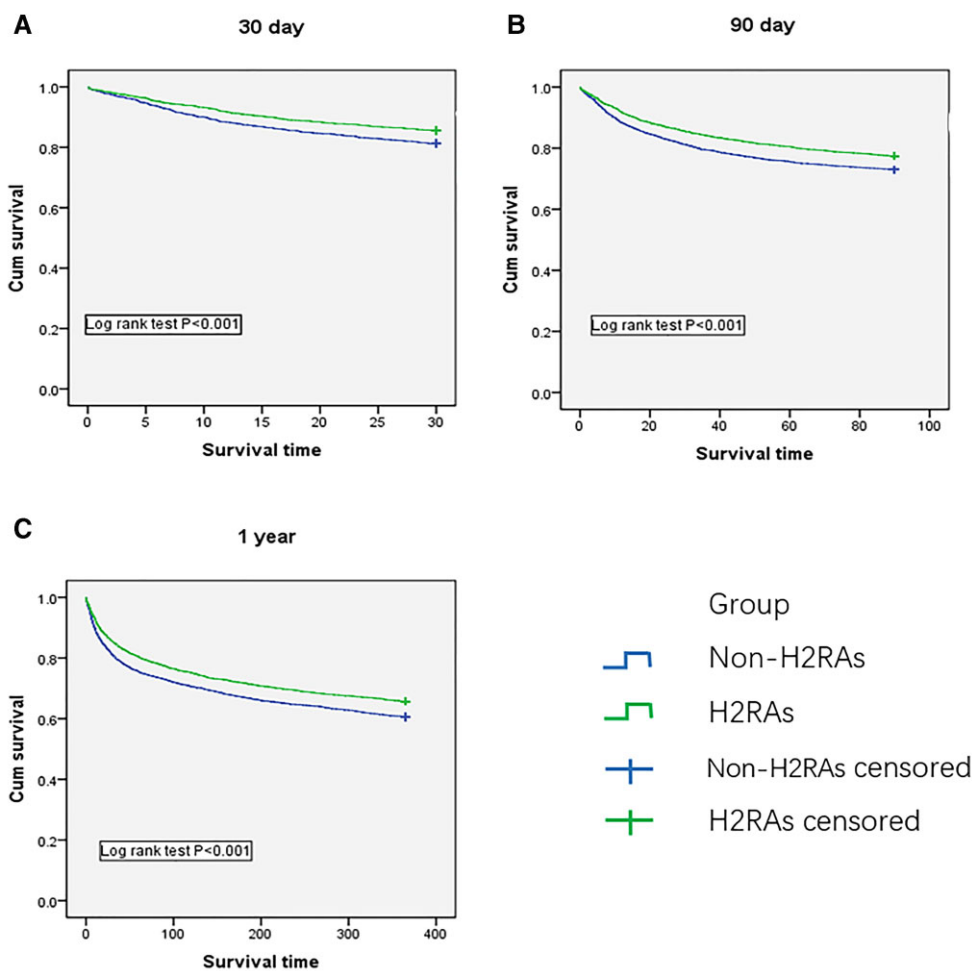 A
30 day
Cum survival
1.0
0.8
0.6
0.4
0.2
0.0
Log rank test P<0.001
0 5 10 15 20 25 30
Survival time
B
90 day
Cum survival
1.0
0.8
0.6
0.4
0.2
0.0
Log rank test P<0.001
0 20 40 60 80 100
Survival time
C
1 year
Cum survival
1.0
0.8
0.6
0.4
0.2
0.0
Log rank test P<0.001
0 100 200 300 400
Survival time
Group
Non-H2RAs
H2RAs
Non-H2RAs censored
H2RAs censored